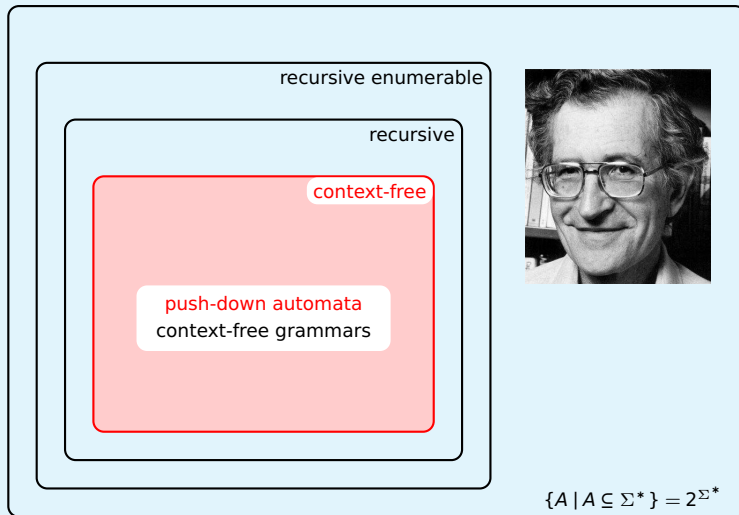 recursive enumerable
recursive
context-free
push-down automata
context-free grammars
{A | A ⊆ Σ*} = 2^Σ*